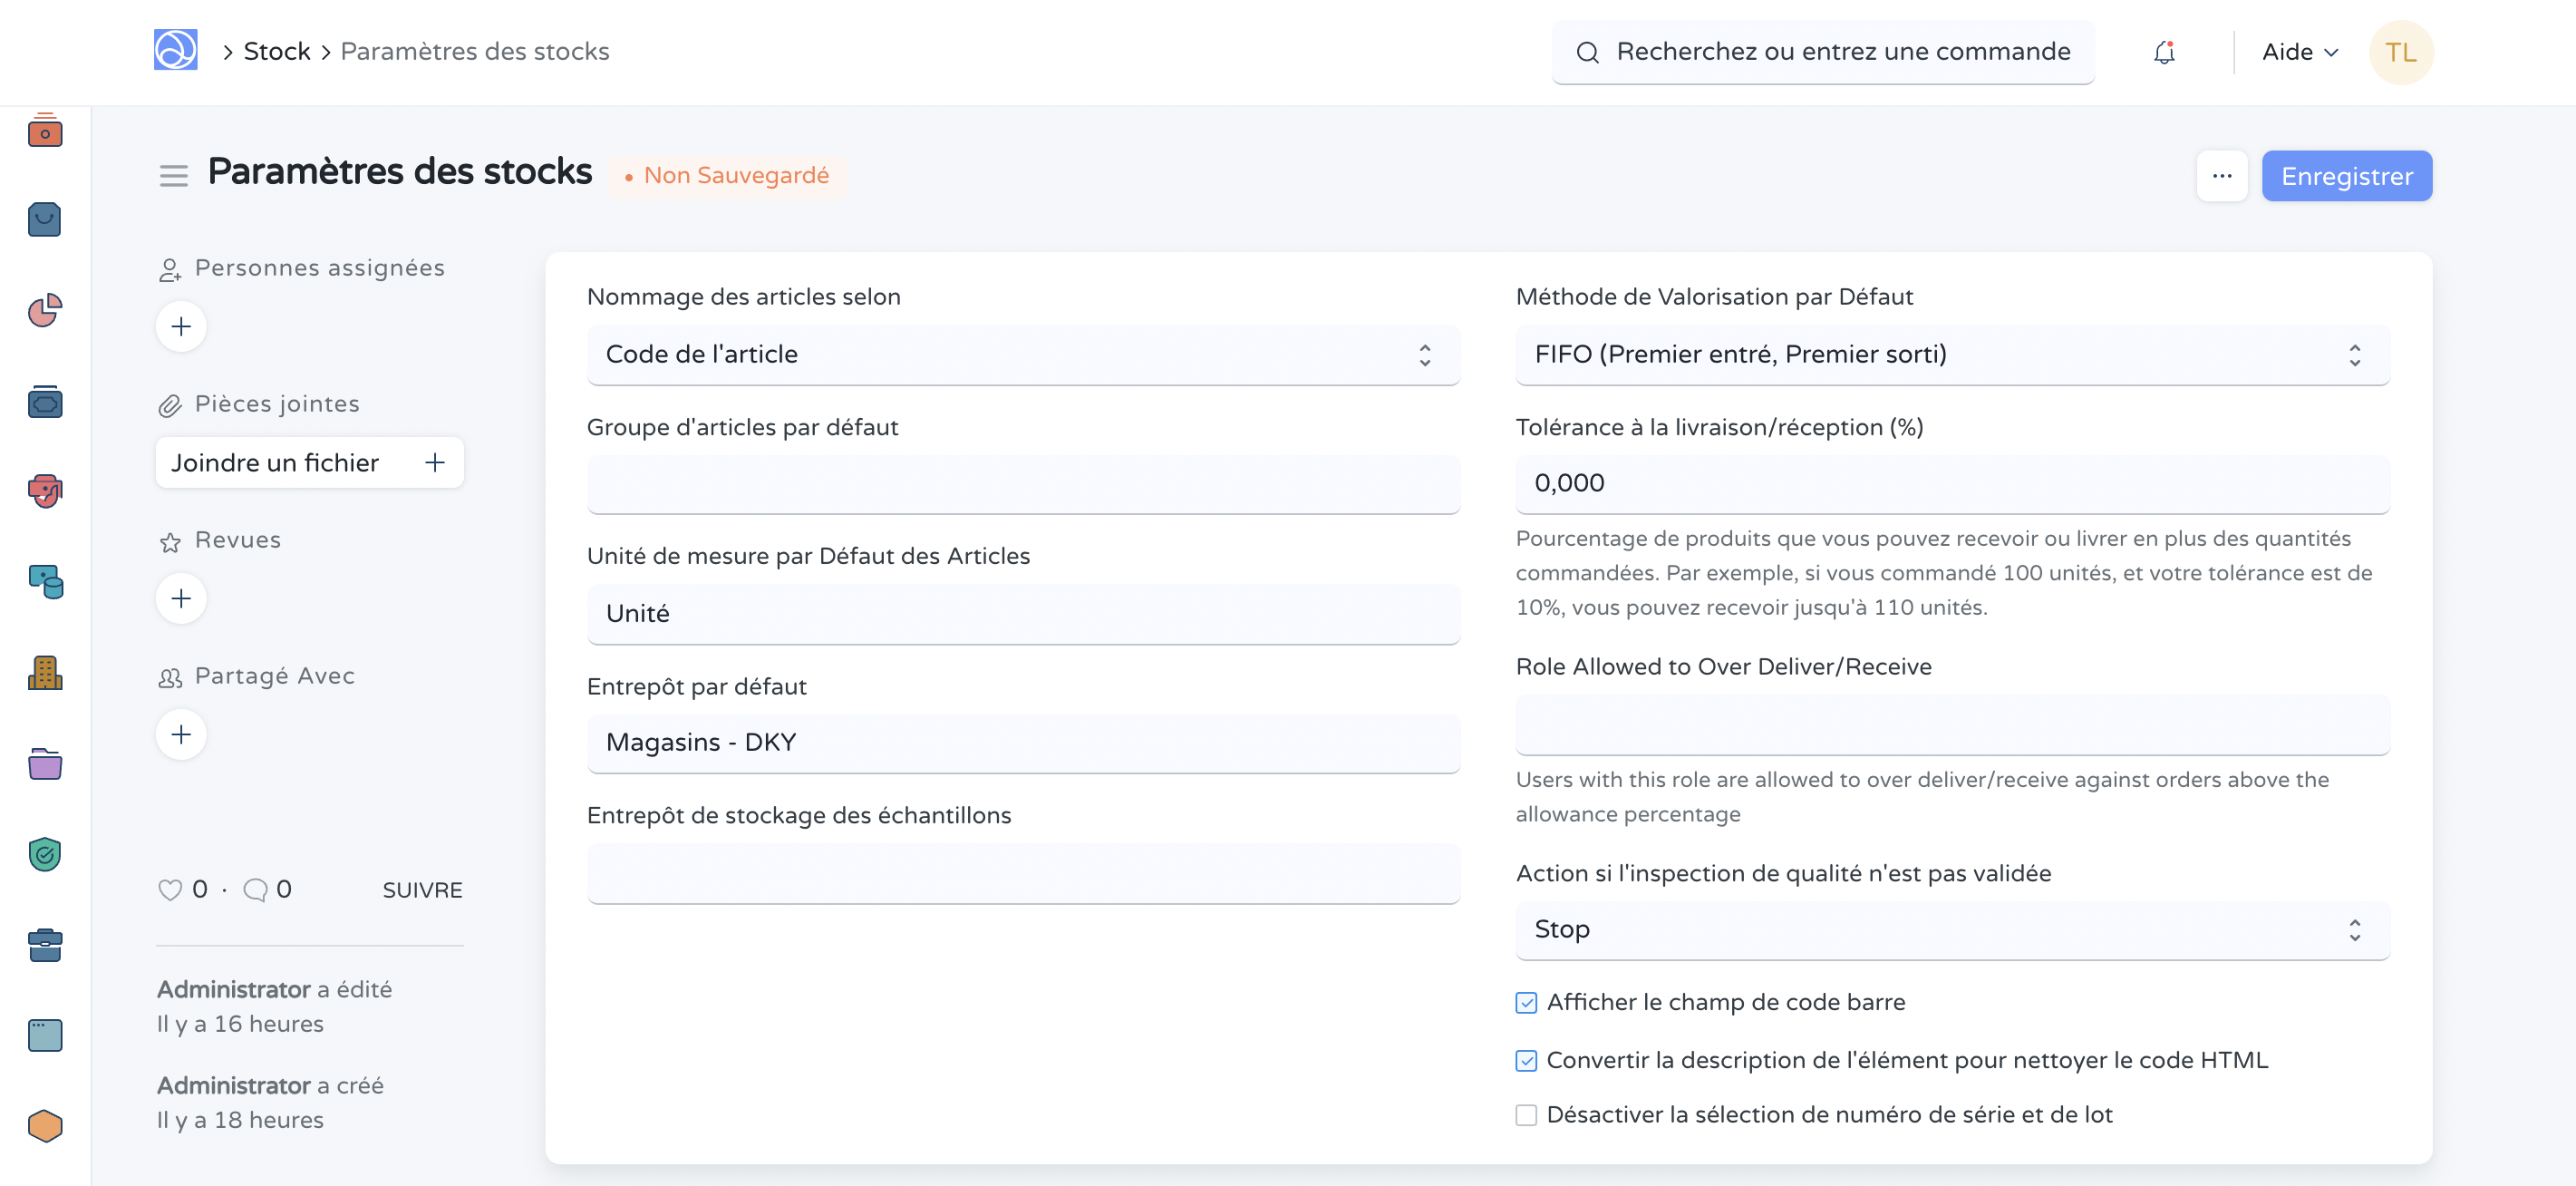 Stock
Paramètres des stocks
Recherchez ou entrez une commande
Aide
TL
Paramètres des stocks
Non Sauvegardé
...
Enregistrer
Personnes assignées
Pièces jointes
Joindre un fichier
Revues
Partagé Avec
0 · 0
SUIVRE
Administrator a édité
Il y a 16 heures
Administrator a créé
Il y a 18 heures
Nommage des articles selon
Code de l'article
Groupe d'articles par défaut
Unité de mesure par Défaut des Articles
Unité
Entrepôt par défaut
Magasins - DKY
Entrepôt de stockage des échantillons
Méthode de Valorisation par Défaut
FIFO (Premier entré, Premier sorti)
Tolérance à la livraison/réception (%)
0,000
Pourcentage de produits que vous pouvez recevoir ou livrer en plus des quantités
commandées. Par exemple, si vous commandé 100 unités, et votre tolérance est de
10%, vous pouvez recevoir jusqu'à 110 unités.
Role Allowed to Over Deliver/Receive
Users with this role are allowed to over deliver/receive against orders above the
allowance percentage
Action si l'inspection de qualité n'est pas validée
Stop
Afficher le champ de code barre
Convertir la description de l'élément pour nettoyer le code HTML
Désactiver la sélection de numéro de série et de lot